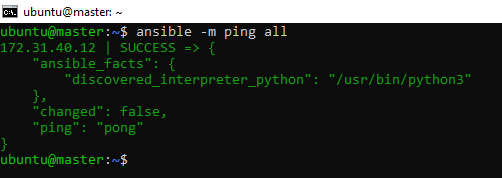 ubuntu@master: ~
ubuntu@master:~$ ansible -m ping all
172.31.40.12 | SUCCESS => {
    "ansible_facts": {
        "discovered_interpreter_python": "/usr/bin/python3"
    },
    "changed": false,
    "ping": "pong"
}
ubuntu@master:~$